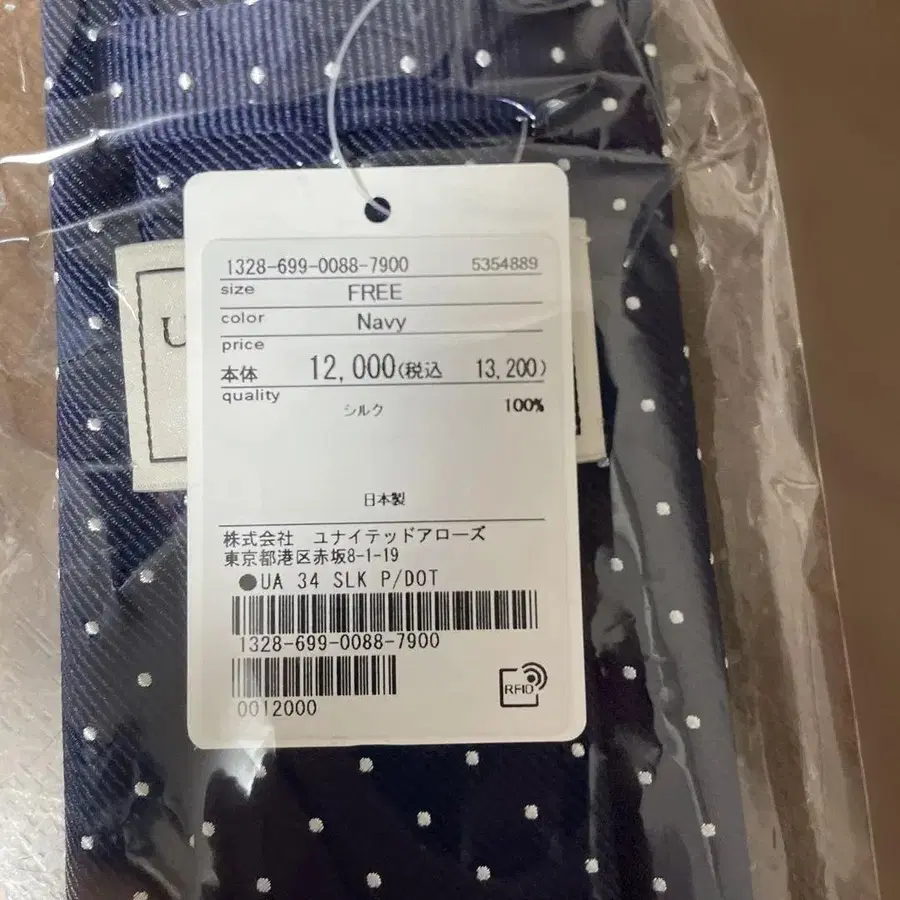 U
1328-699-0088-7900 5354889
size FREE
color Navy
price
本体 12,000(税込 13,200)
quality
シルク 100%
日本製
株式会社 ユナイテッドアローズ
東京都港区赤坂8-1-19
●UA 34 SLK P/DOT
1328-699-0088-7900
0012000
RFID